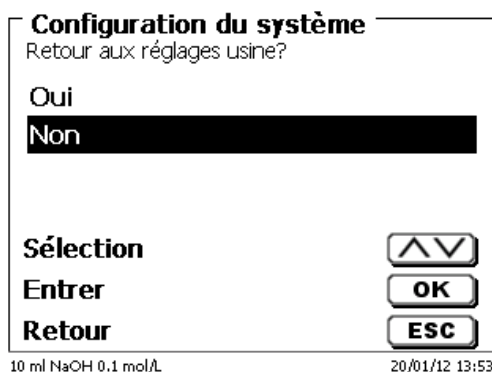 Configuration du système
Retour aux réglages usine?
Oui
Non
Sélection
Entrer OK
Retour ESC
10 ml NaOH 0.1 mol/L 20/01/12 13:53